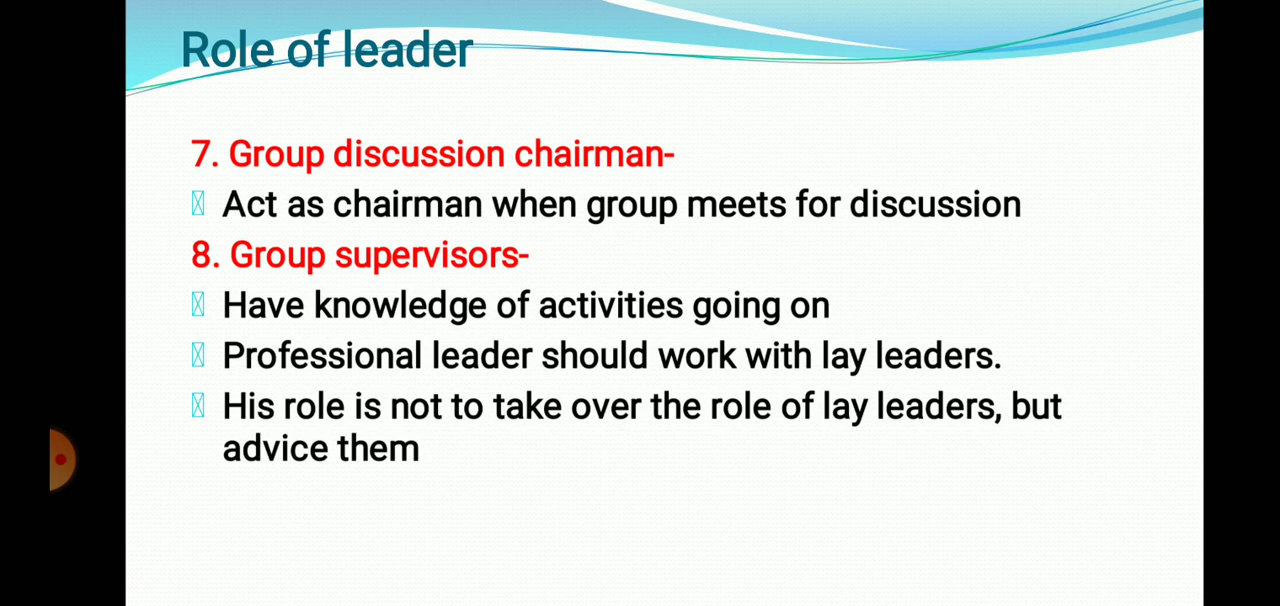 Role of leader
7. Group discussion chairman-
Act as chairman when group meets for discussion
8. Group supervisors-
Have knowledge of activities going on
Professional leader should work with lay leaders.
His role is not to take over the role of lay leaders, but
advice them